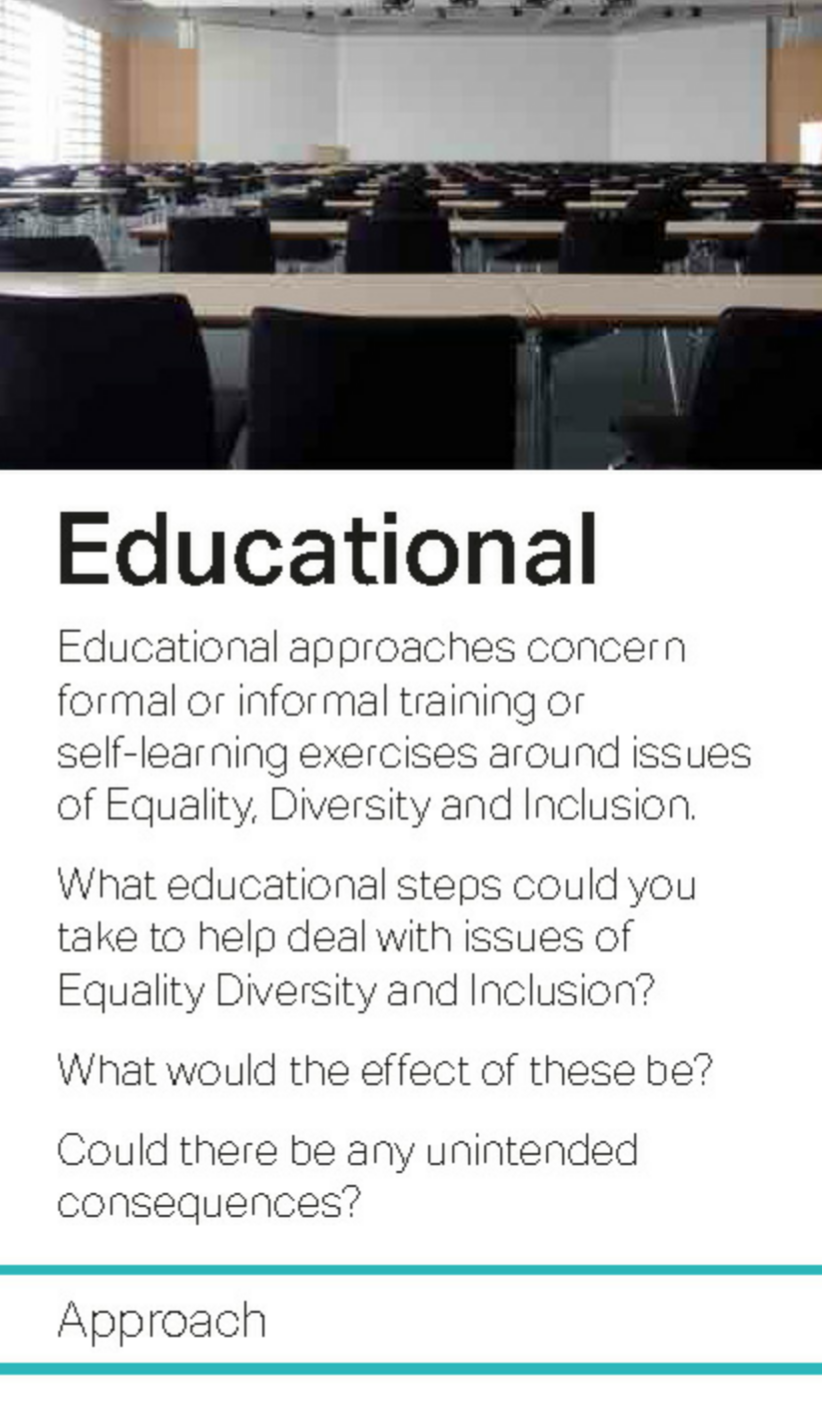 Educational
Educational approaches concern
formal or informal training or
self-learning exercises around issues
of Equality, Diversity and Inclusion.
What educational steps could you
take to help deal with issues of
Equality Diversity and Inclusion?
What would the effect of these be?
Could there be any unintended
consequences?
Approach